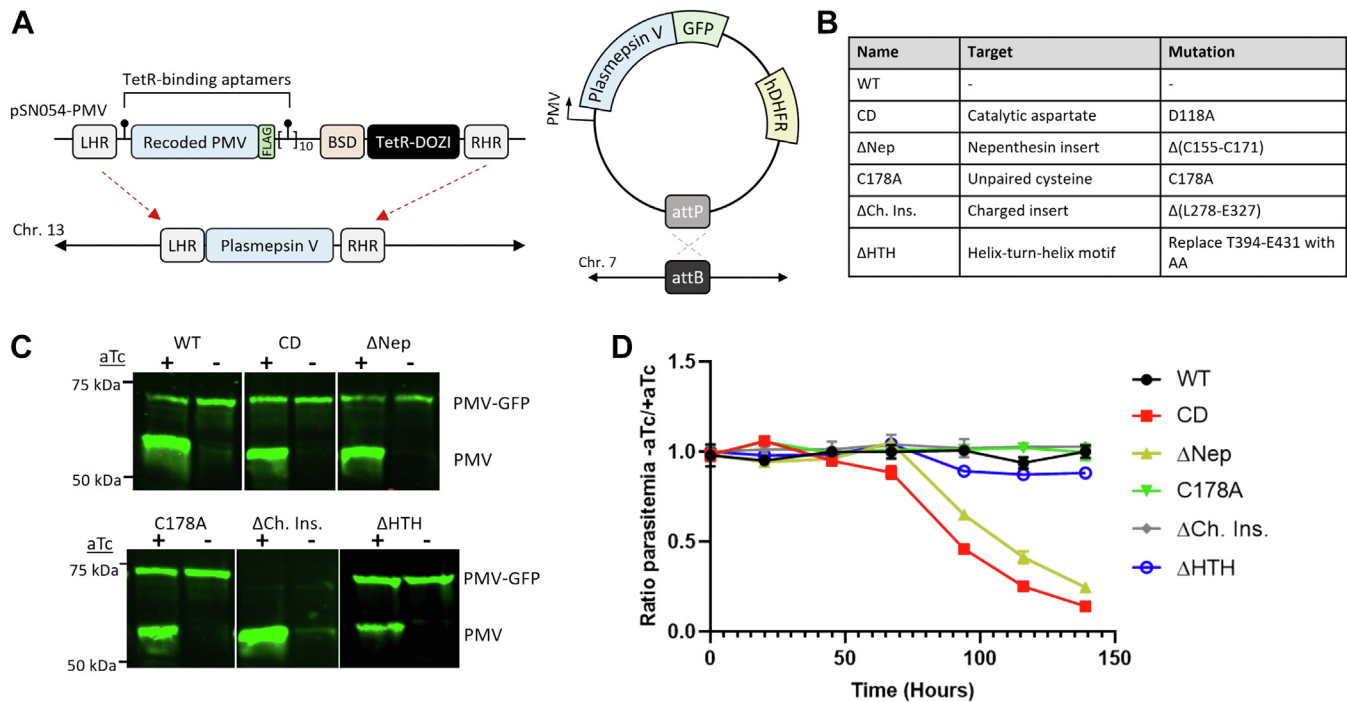 A
TetR-binding aptamers
pSN054-PMV
LHR
Recoded PMV
FLAG
[ ]10
BSD
TetR-DOZI
RHR
Chr. 13
LHR
Plasmepsin V
RHR
PMV
Plasmepsin V
GFP
hDHFR
attP
Chr. 7
attB
B
Name Target Mutation
WT - -
CD Catalytic aspartate D118A
ΔNep Nepenthesin insert Δ(C155-C171)
C178A Unpaired cysteine C178A
ΔCh. Ins. Charged insert Δ(L278-E327)
ΔHTH Helix-turn-helix motif Replace T394-E431 with
AA
C
WT CD ΔNep
aTc + - + - + -
75 kDa
PMV-GFP
PMV
50 kDa
C178A ΔCh. Ins. ΔHTH
aTc + - + - + -
75 kDa
PMV-GFP
PMV
50 kDa
D
Ratio parasitemia -aTc/+aTc
1.5
1.0
0.5
0.0
0 50 100 150
Time (Hours)
WT
CD
ΔNep
C178A
ΔCh. Ins.
ΔHTH